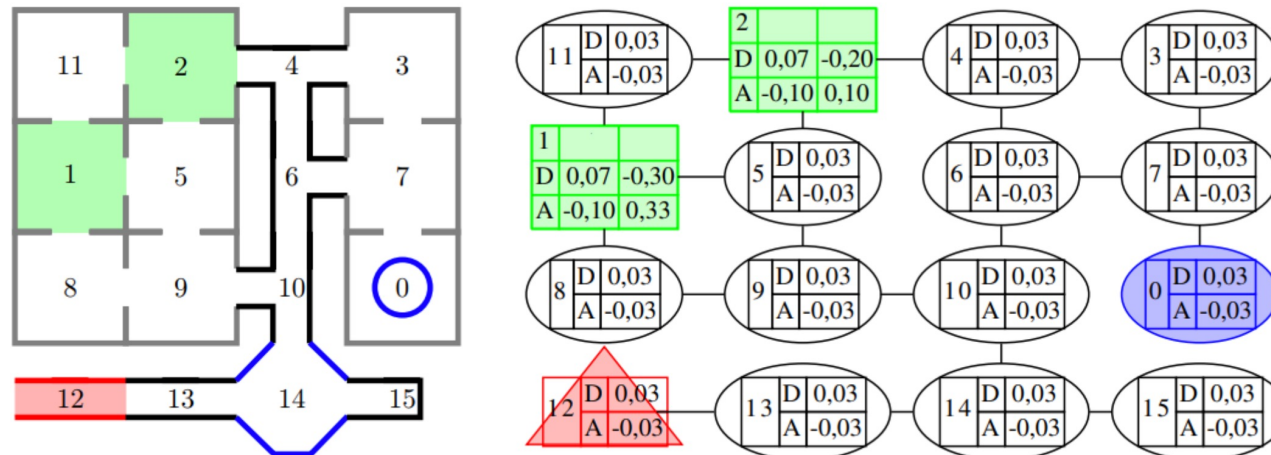 11 2 4 3
1 5 6 7
8 9 10 0
12 13 14 15
11 D 0,03
A -0,03
2
D 0,07 -0,20
A -0,10 0,10
4 D 0,03
A -0,03
3 D 0,03
A -0,03
1
D 0,07 -0,30
A -0,10 0,33
5 D 0,03
A -0,03
6 D 0,03
A -0,03
7 D 0,03
A -0,03
8 D 0,03
A -0,03
9 D 0,03
A -0,03
10 D 0,03
A -0,03
0 D 0,03
A -0,03
12 D 0,03
A -0,03
13 D 0,03
A -0,03
14 D 0,03
A -0,03
15 D 0,03
A -0,03